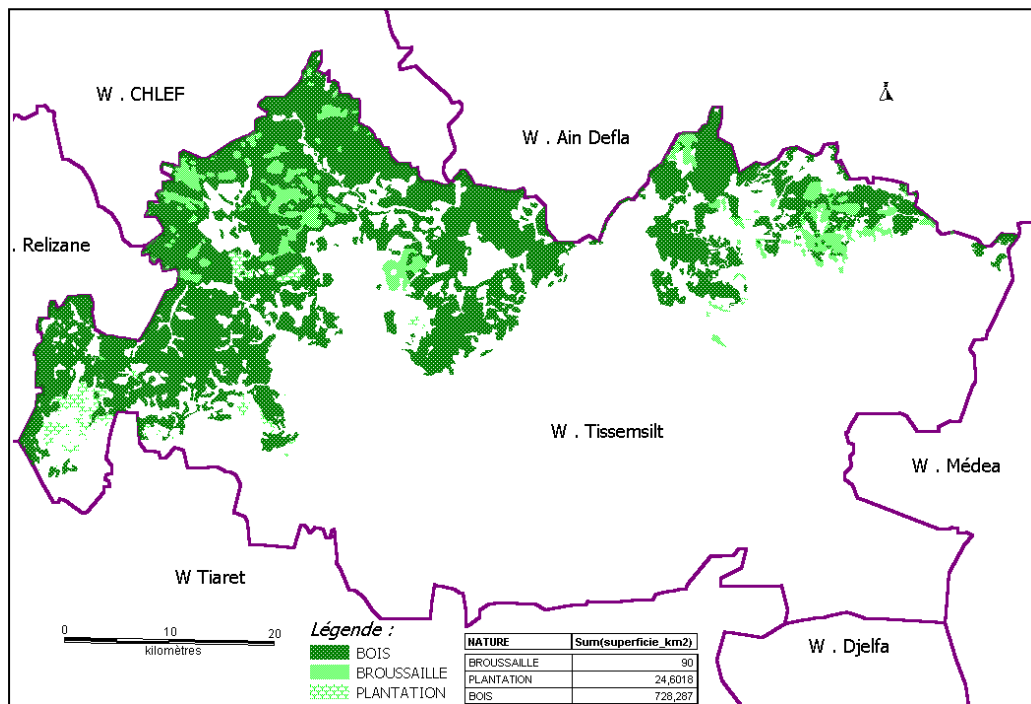 W . CHLEF
W . Ain Defla
. Relizane
W . Tissemsilt
W . Médea
W Tiaret
W . Djelfa
0 10 20
kilomètres
Légende :
BOIS
BROUSSAILLE
PLANTATION
NATURE Sum(superficie_km2)
BROUSSAILLE 90
PLANTATION 24,6018
BOIS 728,287